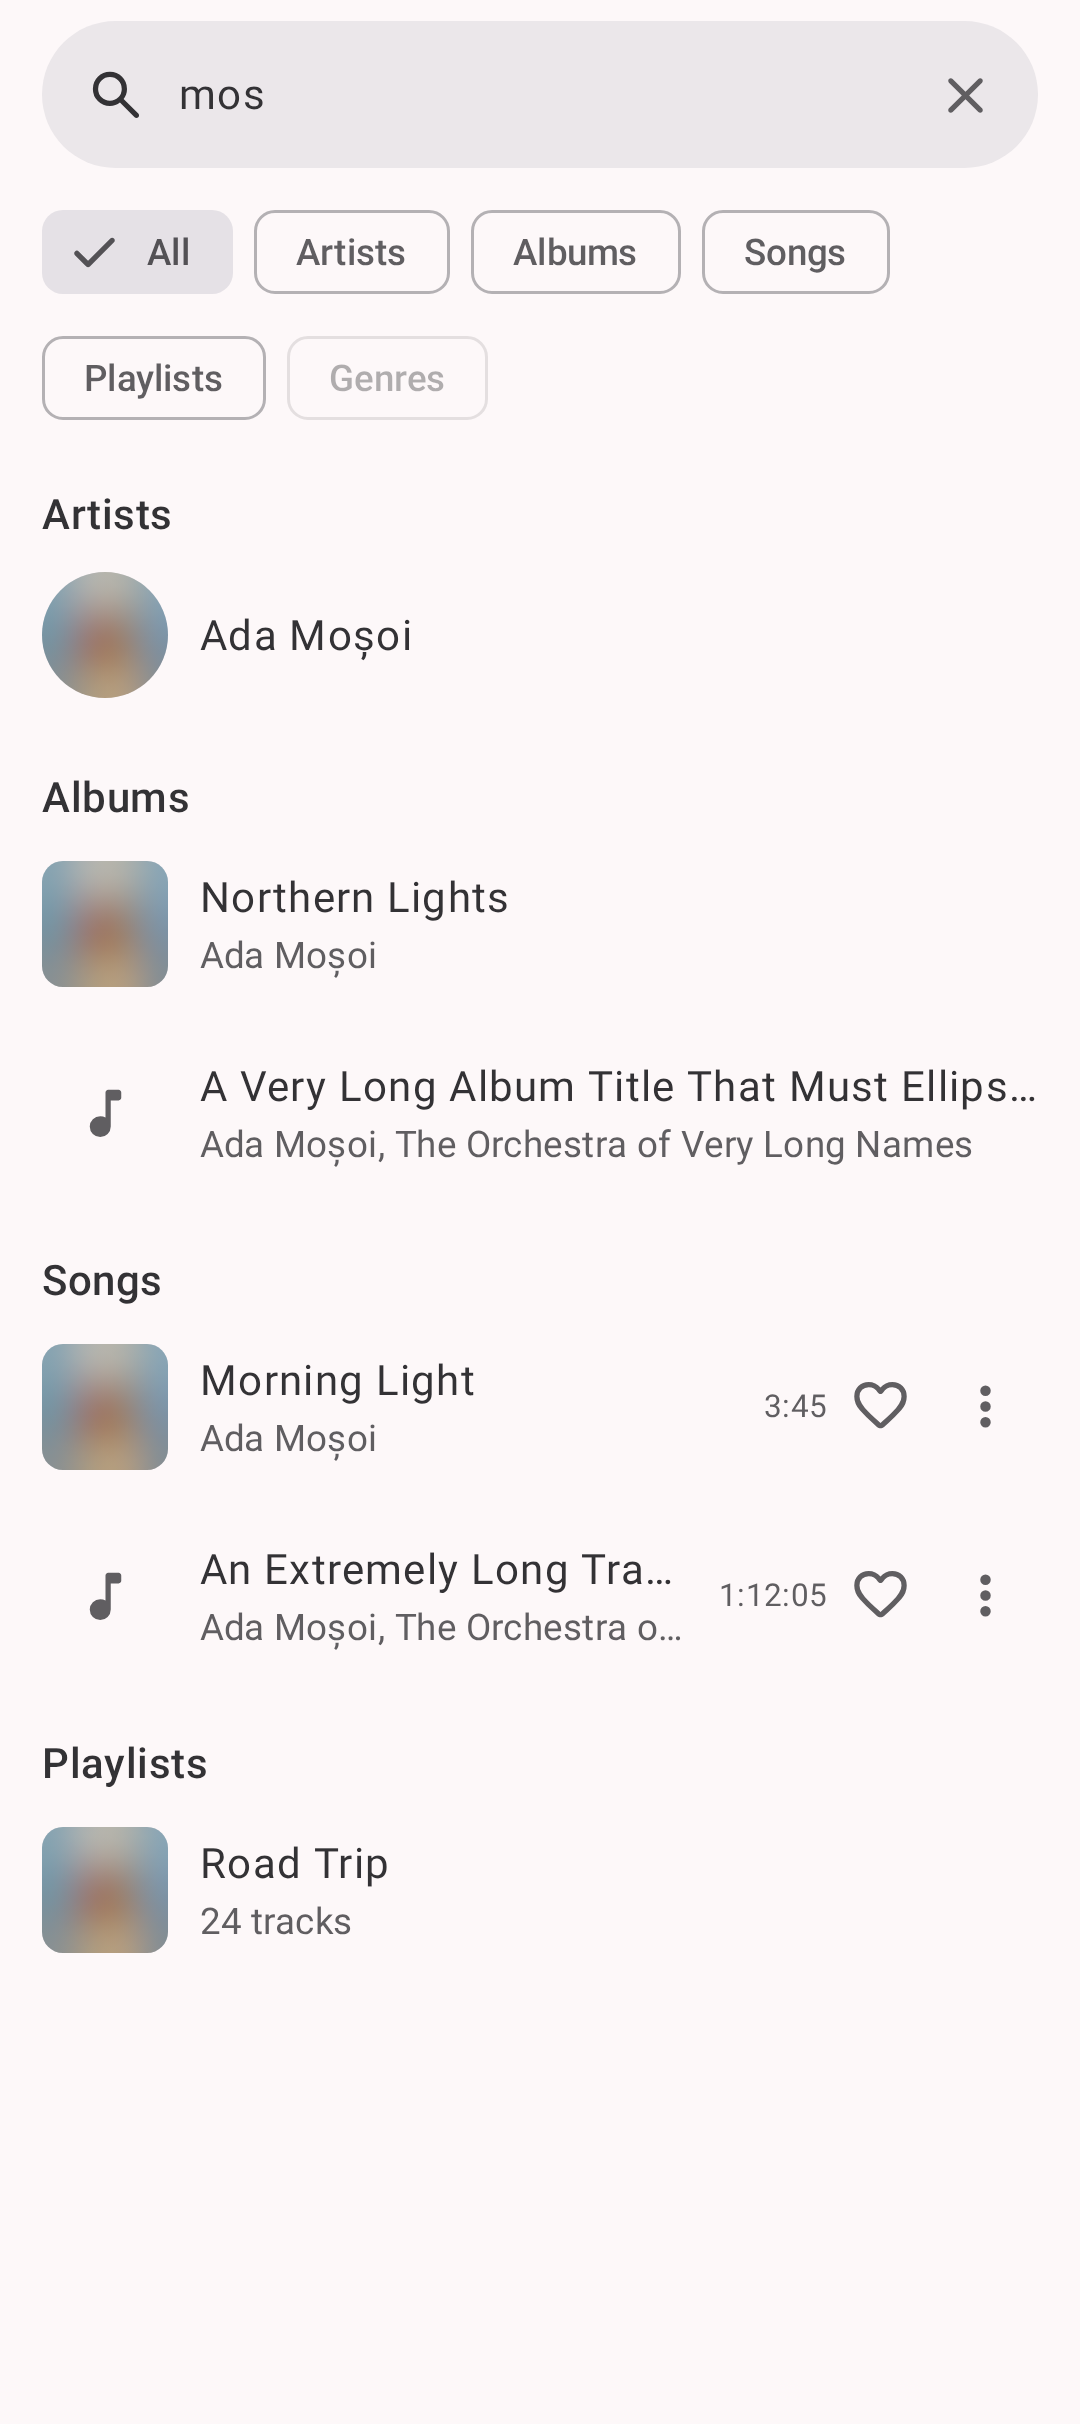 mos
All
Artists
Albums
Songs
Playlists
Genres
Artists
Ada Moșoi
Albums
Northern Lights
Ada Moșoi
A Very Long Album Title That Must Ellips…
Ada Moșoi, The Orchestra of Very Long Names
Songs
Morning Light
Ada Moșoi
3:45
An Extremely Long Tra…
Ada Moșoi, The Orchestra o…
1:12:05
Playlists
Road Trip
24 tracks